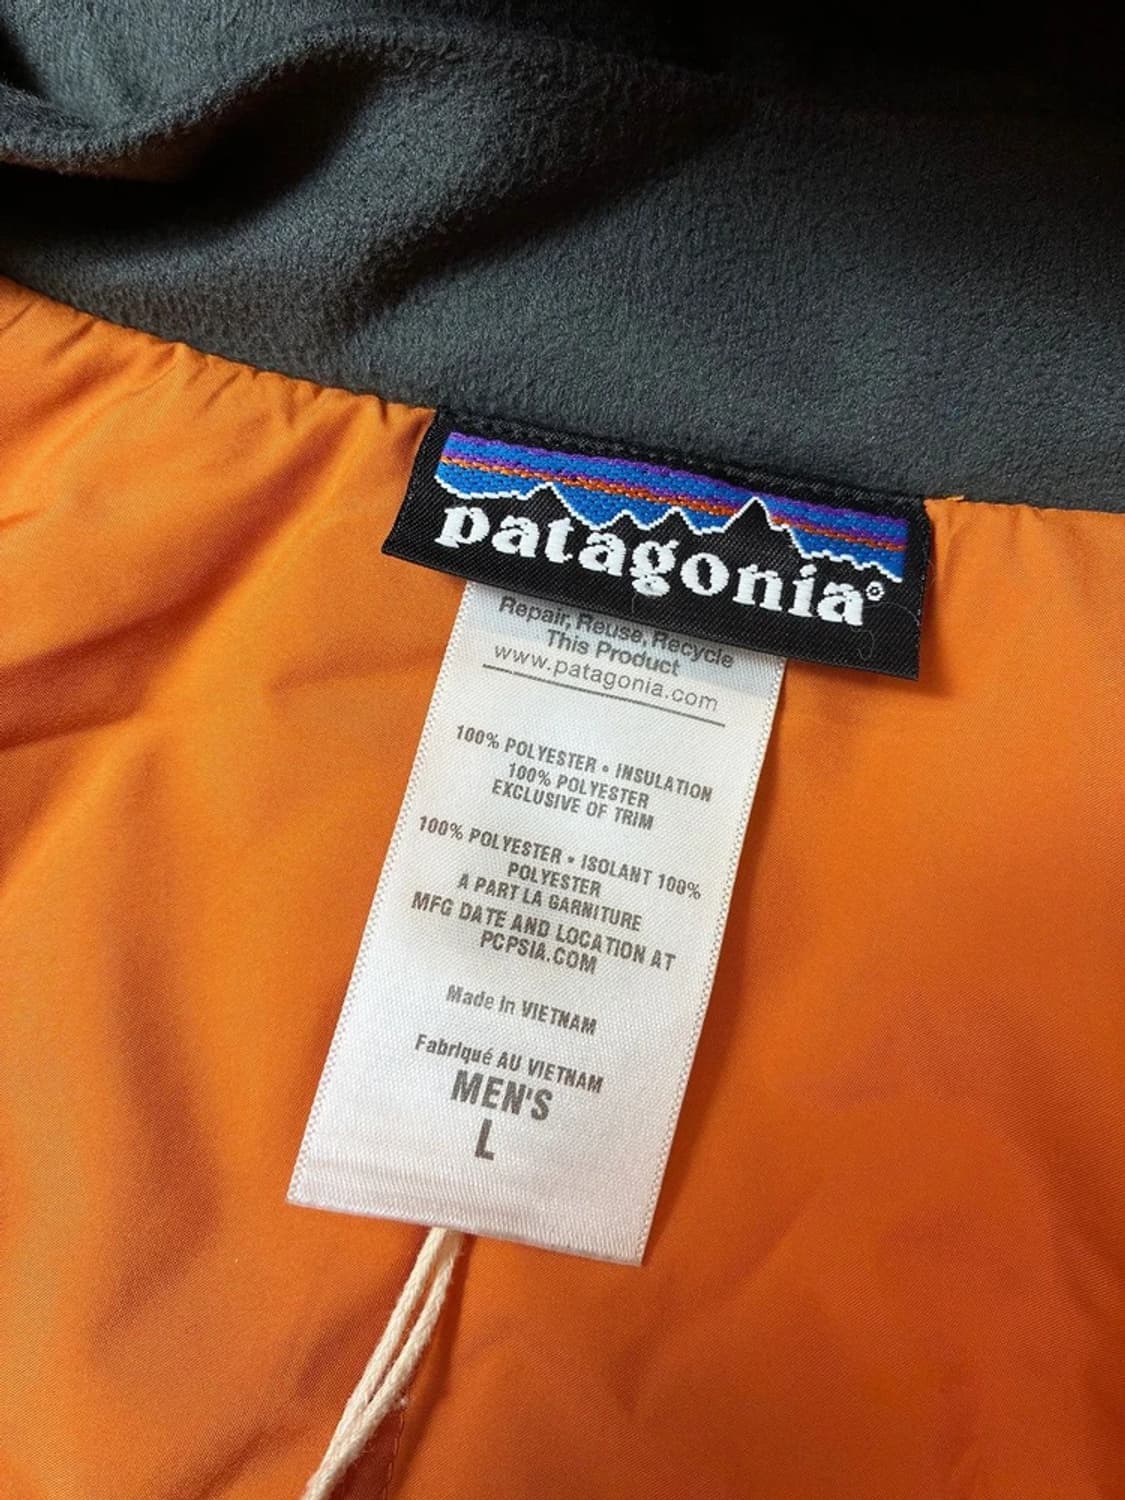 patagonia®
Repair, Reuse, Recycle
This Product
www.patagonia.com
100% POLYESTER • INSULATION
100% POLYESTER
EXCLUSIVE OF TRIM
100% POLYESTER • ISOLANT 100%
POLYESTER
A PART LA GARNITURE
MFG DATE AND LOCATION AT
PCPSIA.COM
Made in VIETNAM
Fabriqué AU VIETNAM
MEN'S
L